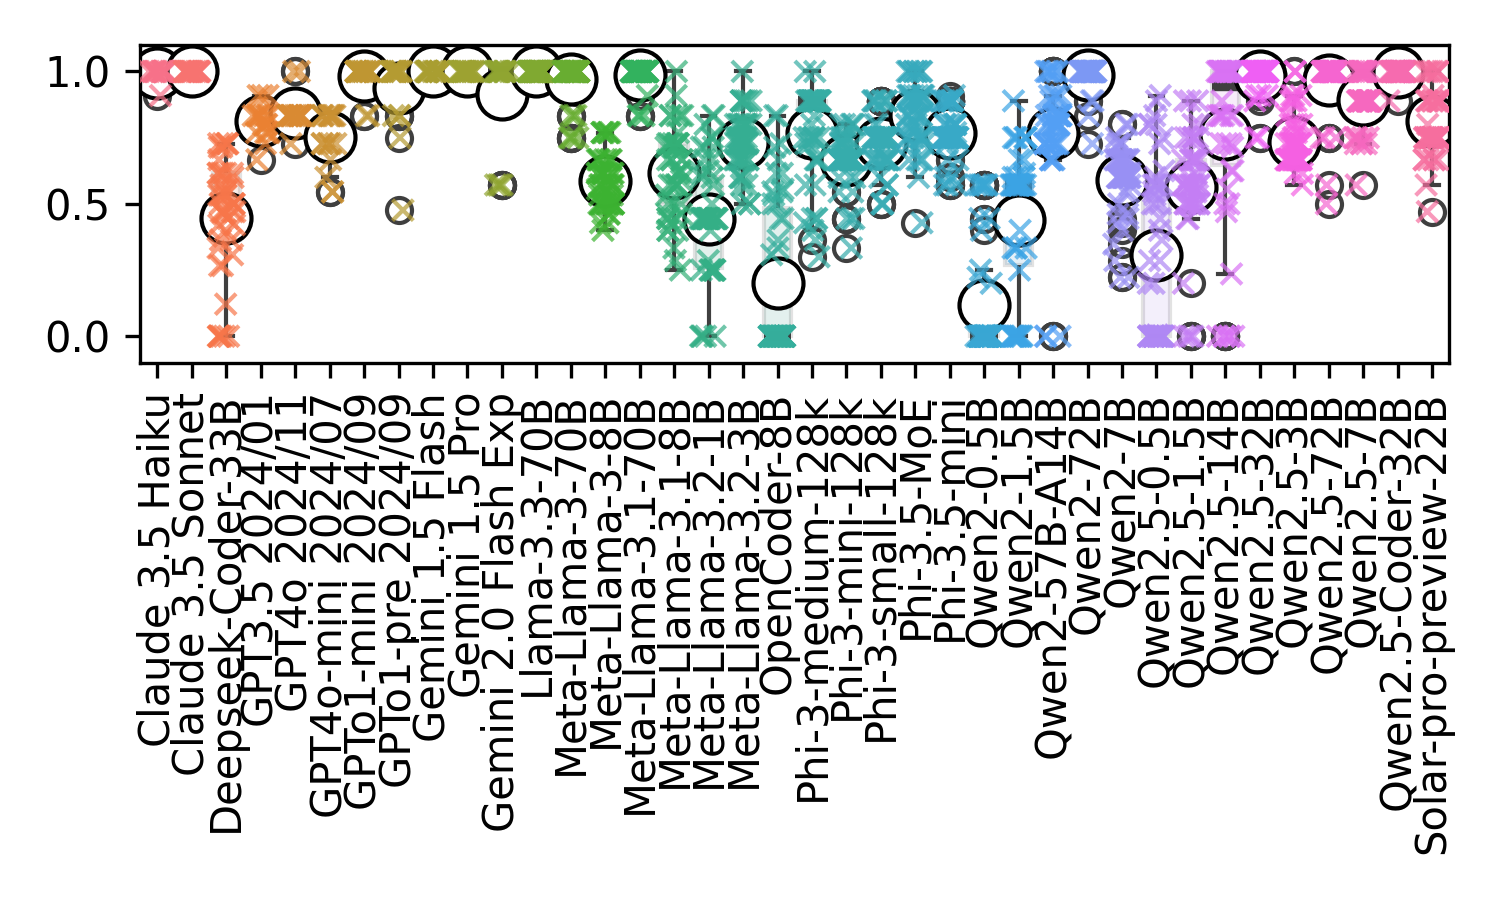 1.0
0.5
0.0
Claude 3.5 Haiku
Claude 3.5 Sonnet
Deepseek-Coder-33B
GPT3.5 2024/01
GPT4o 2024/11
GPT4o-mini 2024/07
GPTo1-mini 2024/09
GPTo1-pre 2024/09
Gemini 1.5 Flash
Gemini 1.5 Pro
Gemini 2.0 Flash Exp
Llama-3.3-70B
Meta-Llama-3-70B
Meta-Llama-3-8B
Meta-Llama-3.1-70B
Meta-Llama-3.1-8B
Meta-Llama-3.2-1B
Meta-Llama-3.2-3B
OpenCoder-8B
Phi-3-medium-128k
Phi-3-mini-128k
Phi-3-small-128k
Phi-3.5-MoE
Phi-3.5-mini
Qwen2-0.5B
Qwen2-1.5B
Qwen2-57B-A14B
Qwen2-72B
Qwen2-7B
Qwen2.5-0.5B
Qwen2.5-1.5B
Qwen2.5-14B
Qwen2.5-32B
Qwen2.5-3B
Qwen2.5-72B
Qwen2.5-7B
Qwen2.5-Coder-32B
Solar-pro-preview-22B